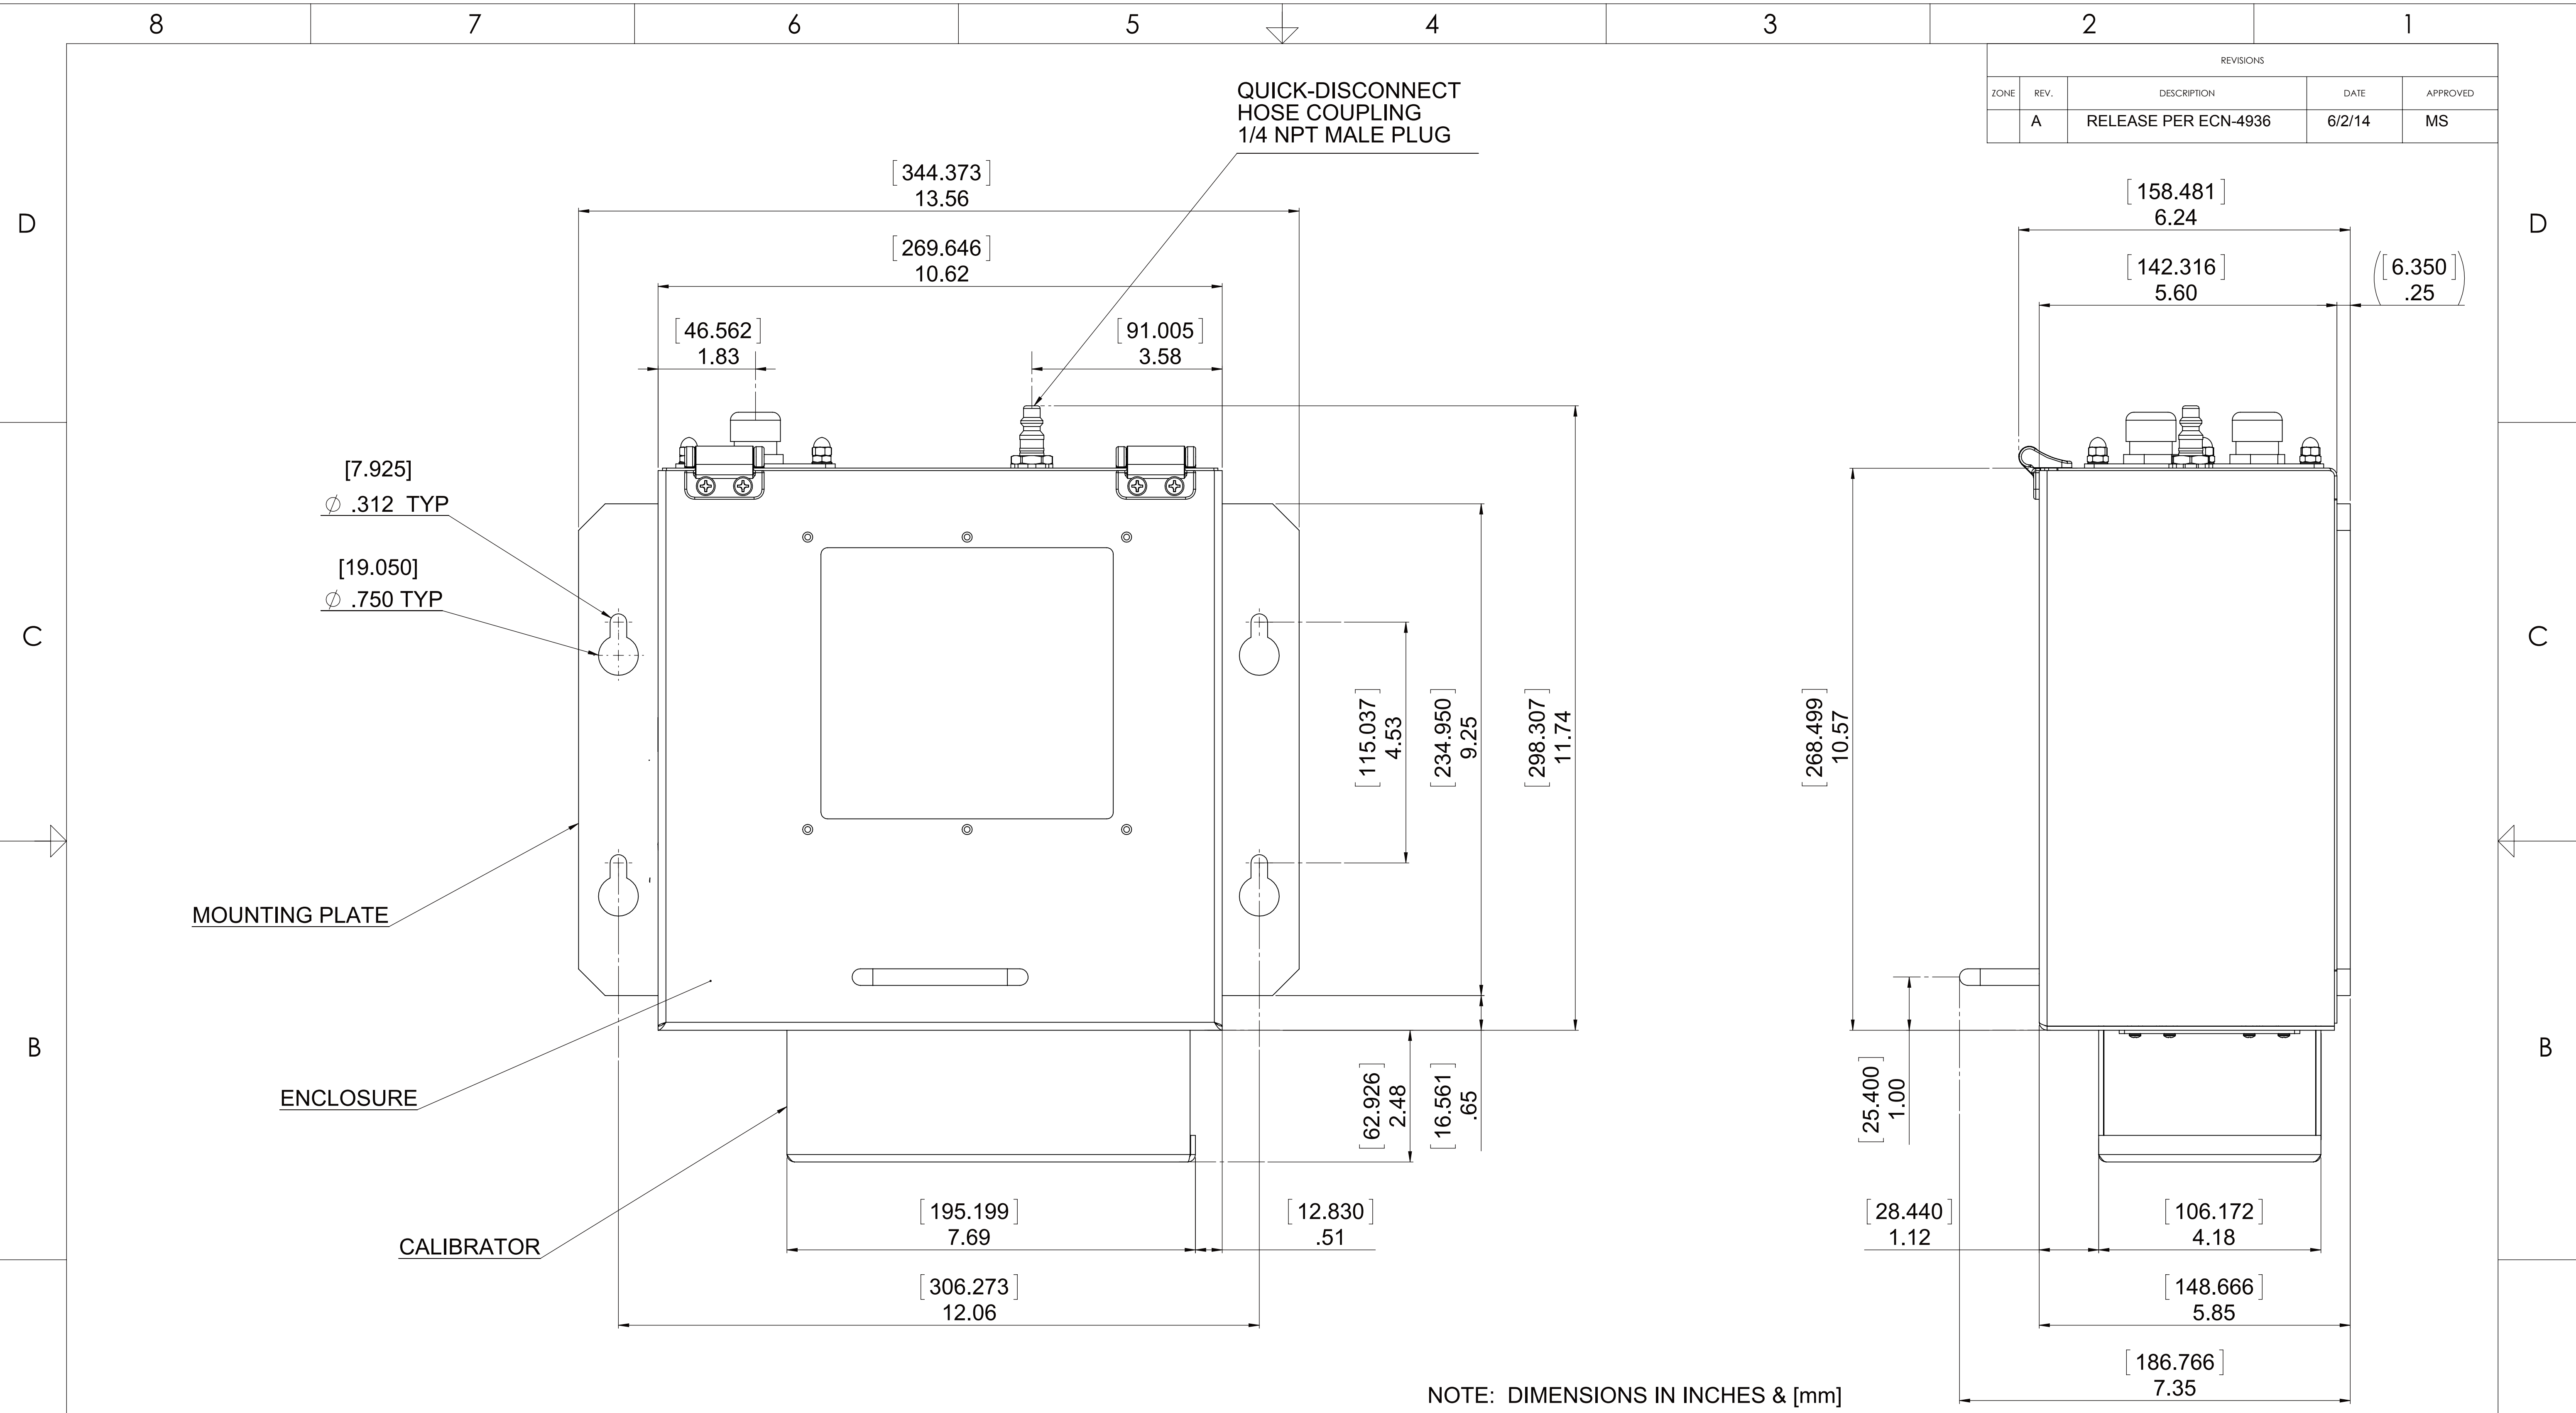 8 7 6 5 4 3 2 1
REVISIONS
ZONE REV. DESCRIPTION DATE APPROVED
A RELEASE PER ECN-4936 6/2/14 MS
QUICK-DISCONNECT
HOSE COUPLING
1/4 NPT MALE PLUG
D
D
[344.373]
13.56
[269.646]
10.62
[46.562]
1.83
[91.005]
3.58
[158.481]
6.24
[142.316]
5.60
([6.350]
.25)
[7.925]
⌀ .312 TYP
[19.050]
⌀ .750 TYP
C
C
[115.037]
4.53
[234.950]
9.25
[298.307]
11.74
[268.499]
10.57
MOUNTING PLATE
ENCLOSURE
CALIBRATOR
B
B
[62.926]
2.48
[16.561]
.65
[25.400]
1.00
[195.199]
7.69
[12.830]
.51
[306.273]
12.06
[28.440]
1.12
[106.172]
4.18
[148.666]
5.85
[186.766]
7.35
NOTE: DIMENSIONS IN INCHES & [mm]